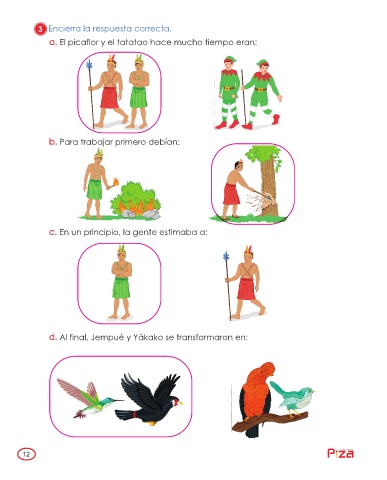 3 Encierra la respuesta correcta.
a. El picaflor y el tatatao hace mucho tiempo eran:
b. Para trabajar primero debían:
c. En un principio, la gente estimaba a:
d. Al final, Jempué y Yákako se transformaron en:
12
Piza